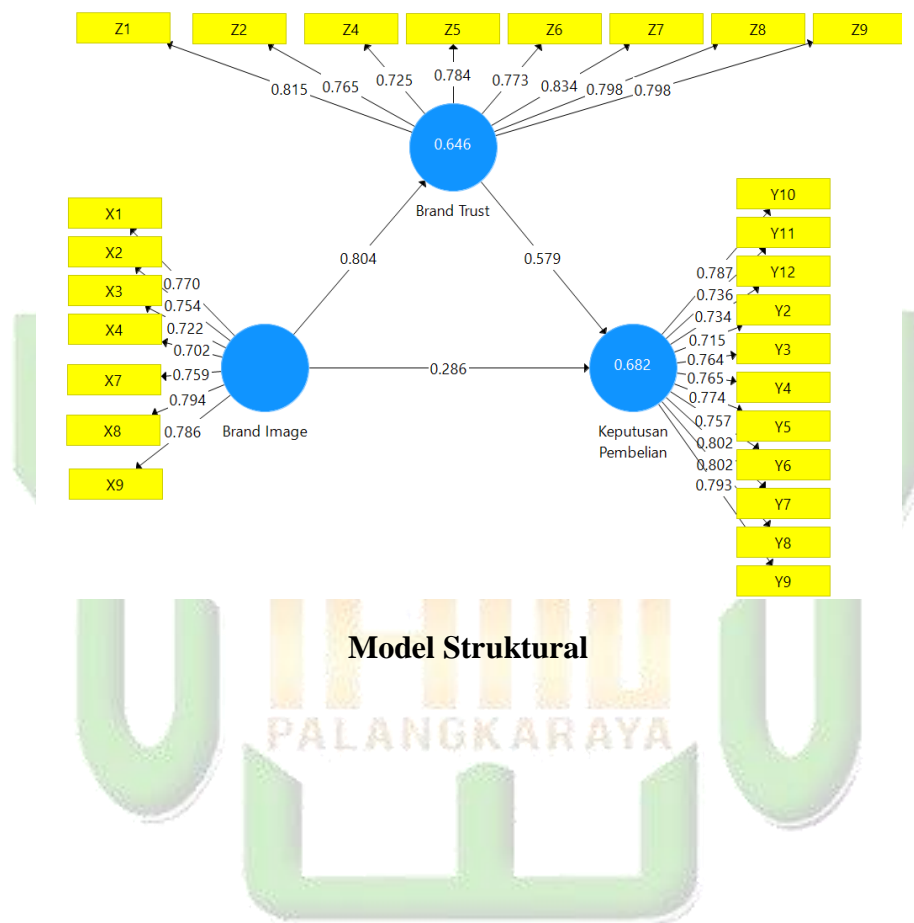 Z1 Z2 Z4 Z5 Z6 Z7 Z8 Z9
0.815 0.765 0.725 0.784 0.773 0.834 0.798 0.798
0.646
Brand Trust
X1
X2
X3
X4
X7
X8
X9
0.770
0.754
0.722
0.702
0.759
0.794
0.786
Brand Image
0.804
0.579
0.286
0.682
Keputusan
Pembelian
0.787
0.736
0.734
0.715
0.764
0.765
0.774
0.757
0.802
0.802
0.793
Y10
Y11
Y12
Y2
Y3
Y4
Y5
Y6
Y7
Y8
Y9
Model Struktural
PALANGKARAYA